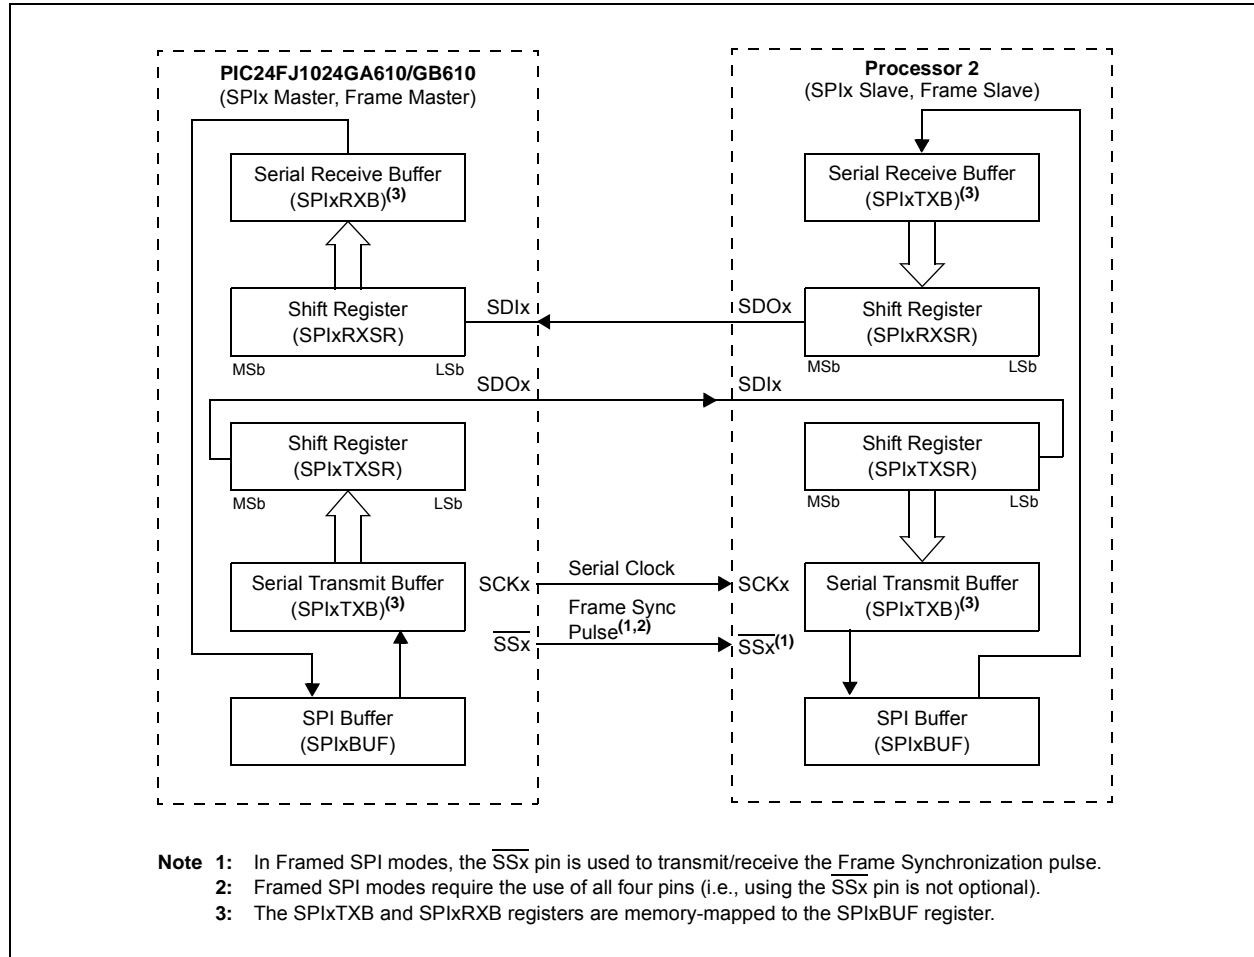 PIC24FJ1024GA610/GB610
(SPIx Master, Frame Master)
Serial Receive Buffer
(SPIxRXB)(3)
Shift Register
(SPIxRXSR)
MSb
LSb
SDIx
SDOx
Shift Register
(SPIxTXSR)
MSb
LSb
Serial Transmit Buffer
(SPIxTXB)(3)
SCKx
SSx
SPI Buffer
(SPIxBUF)
Serial Clock
Frame Sync
Pulse(1,2)
Processor 2
(SPIx Slave, Frame Slave)
Serial Receive Buffer
(SPIxTXB)(3)
SDOx
Shift Register
(SPIxRXSR)
MSb
LSb
SDIx
Shift Register
(SPIxTXSR)
MSb
LSb
Serial Transmit Buffer
(SPIxTXB)(3)
SCKx
SSx(1)
SPI Buffer
(SPIxBUF)
Note 1: In Framed SPI modes, the SSx pin is used to transmit/receive the Frame Synchronization pulse.
2: Framed SPI modes require the use of all four pins (i.e., using the SSx pin is not optional).
3: The SPIxTXB and SPIxRXB registers are memory-mapped to the SPIxBUF register.